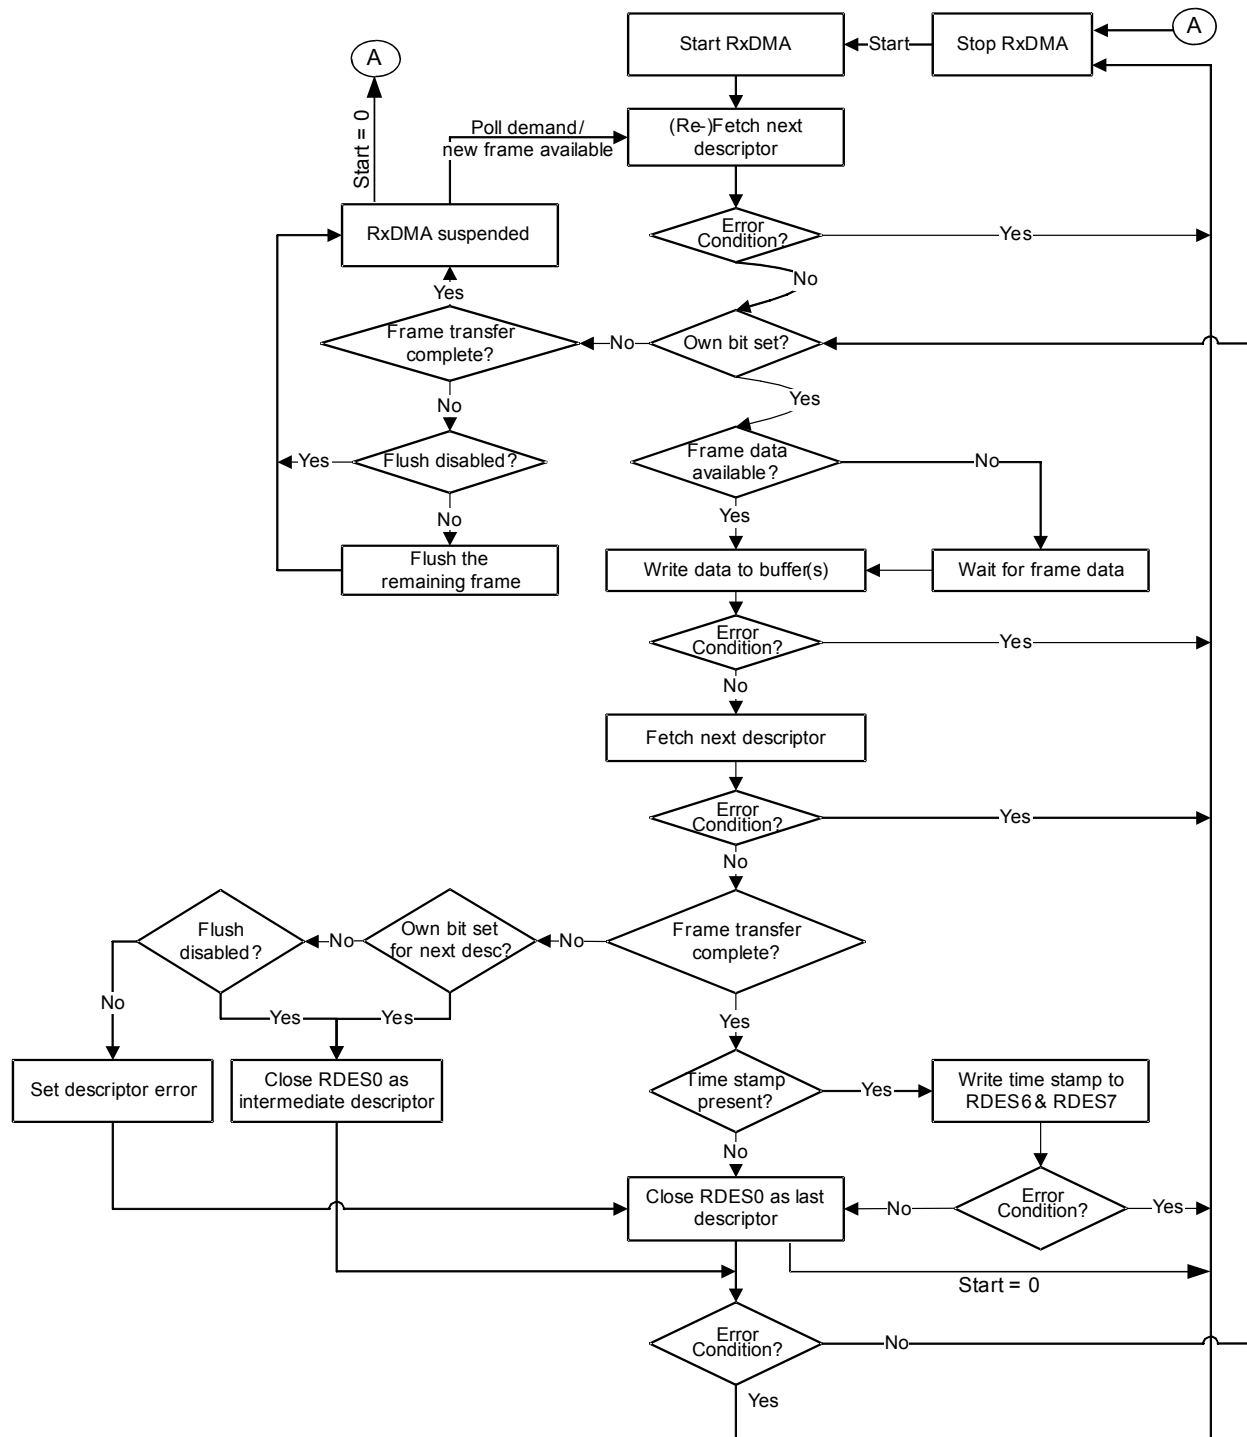 A
Start RxDMA
Start
Stop RxDMA
A
Start = 0
Poll demand/
new frame available
(Re-)Fetch next
descriptor
RxDMA suspended
Error
Condition?
Yes
No
Yes
Frame transfer
complete?
No
Own bit set?
No
Yes
Flush disabled?
Yes
Frame data
available?
No
No
Yes
Flush the
remaining frame
Write data to buffer(s)
Wait for frame data
Error
Condition?
Yes
No
Fetch next descriptor
Error
Condition?
Yes
No
Flush
disabled?
No
Own bit set
for next desc?
No
Frame transfer
complete?
No
Yes
Yes
Yes
Set descriptor error
Close RDES0 as
intermediate descriptor
Time stamp
present?
Yes
Write time stamp to
RDES6 & RDES7
No
Close RDES0 as last
descriptor
No
Error
Condition?
Yes
Start = 0
Error
Condition?
No
Yes